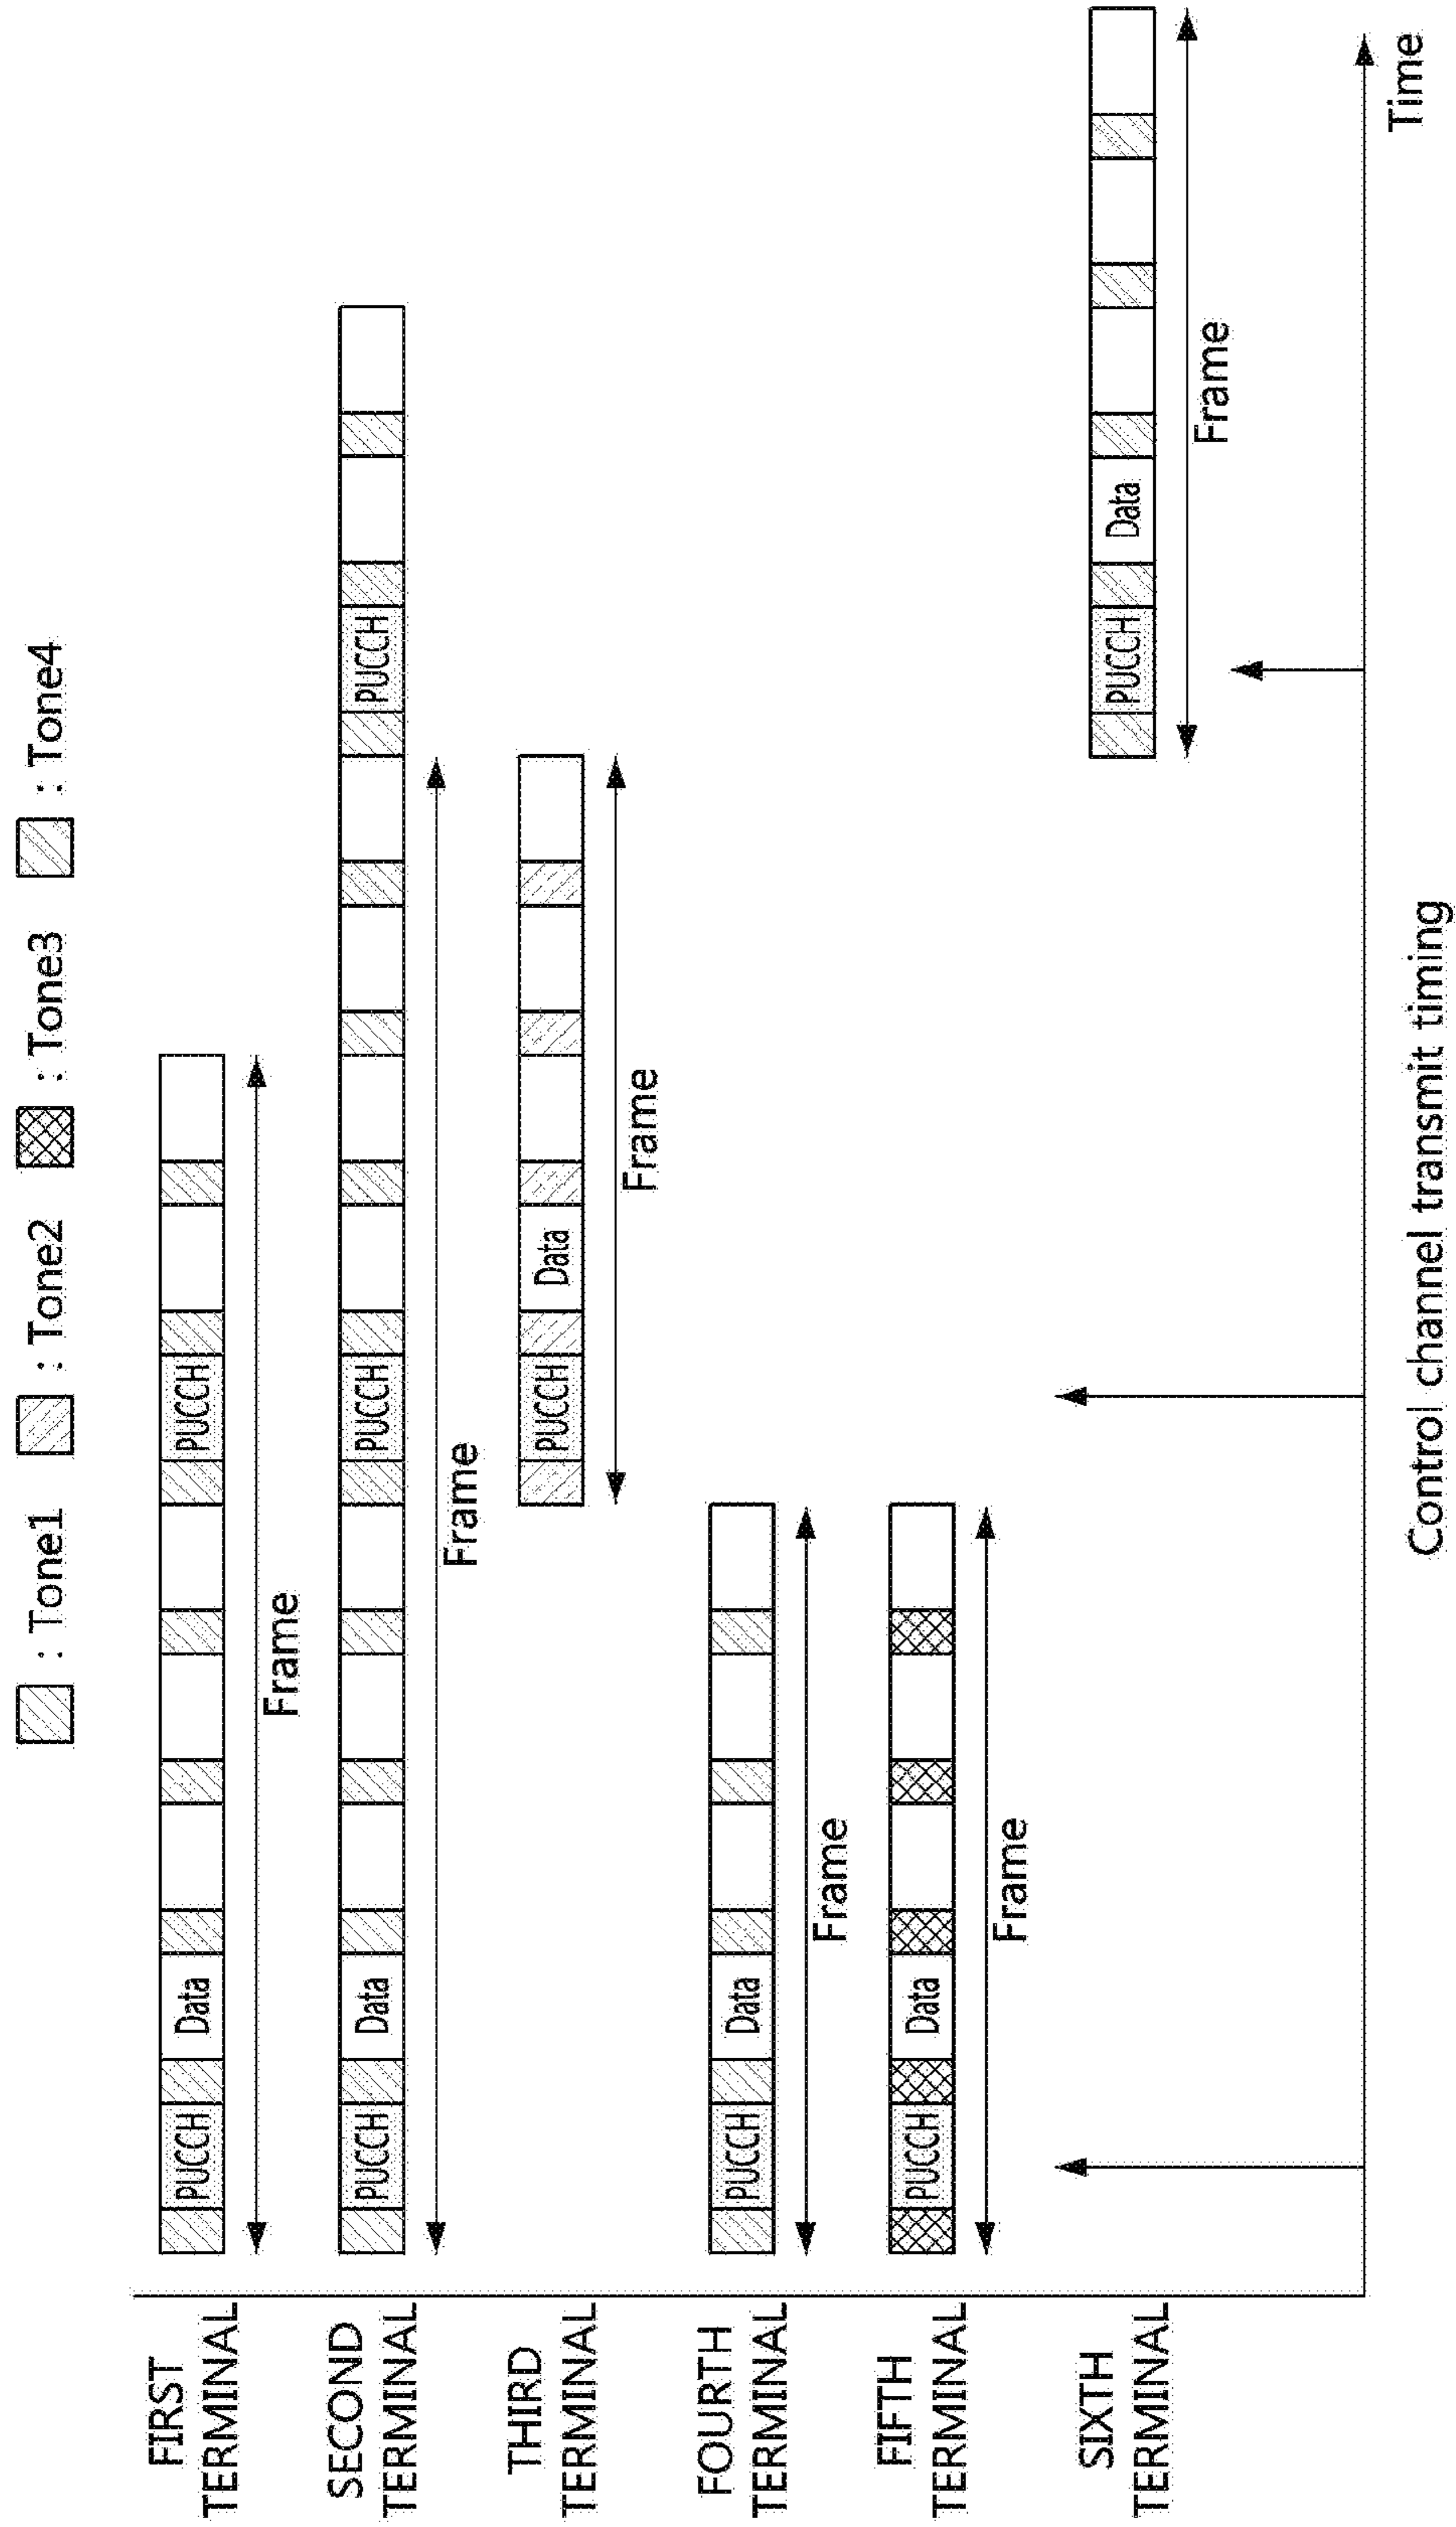 : Tone1 : Tone2 : Tone3 : Tone4
FIRST
TERMINAL
PUCCH Data PUCCH
Frame
SECOND
TERMINAL
PUCCH Data PUCCH PUCCH
Frame
THIRD
TERMINAL
PUCCH Data
Frame
FOURTH
TERMINAL
PUCCH Data
Frame
FIFTH
TERMINAL
PUCCH Data
Frame
SIXTH
TERMINAL
PUCCH Data
Frame
Time
Control channel transmit timing